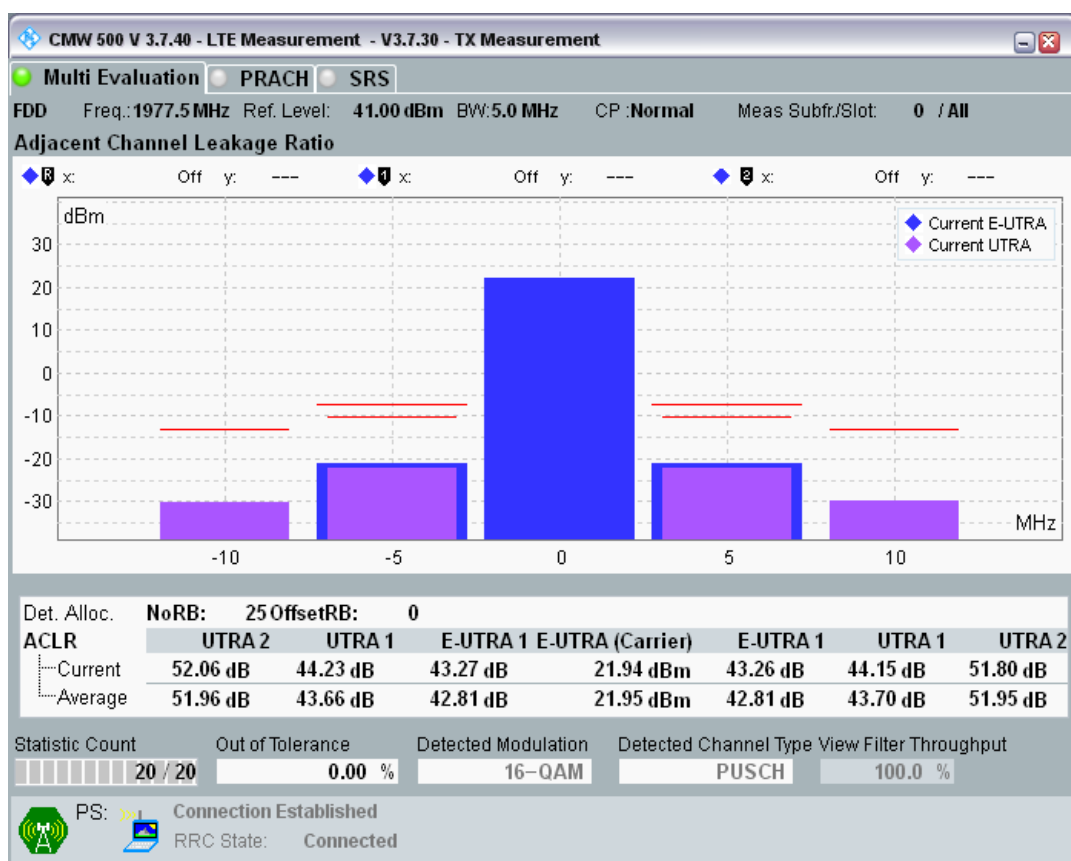 CMW 500 V 3.7.40 - LTE Measurement - V3.7.30 - TX Measurement
Multi Evaluation PRACH SRS
FDD Freq.: 1977.5 MHz Ref. Level: 41.00 dBm BW: 5.0 MHz CP : Normal Meas Subfr./Slot: 0 / All
Adjacent Channel Leakage Ratio
R x: Off y: --- 1 x: Off y: --- 2 x: Off y: ---
dBm
Current E-UTRA
Current UTRA
30
20
10
0
-10
-20
-30
MHz
-10 -5 0 5 10
Det. Alloc. NoRB: 25 OffsetRB: 0
ACLR UTRA 2 UTRA 1 E-UTRA 1 E-UTRA (Carrier) E-UTRA 1 UTRA 1 UTRA 2
Current 52.06 dB 44.23 dB 43.27 dB 21.94 dBm 43.26 dB 44.15 dB 51.80 dB
Average 51.96 dB 43.66 dB 42.81 dB 21.95 dBm 42.81 dB 43.70 dB 51.95 dB
Statistic Count Out of Tolerance Detected Modulation Detected Channel Type View Filter Throughput
20 / 20 0.00 % 16-QAM PUSCH 100.0 %
PS: Connection Established
RRC State: Connected